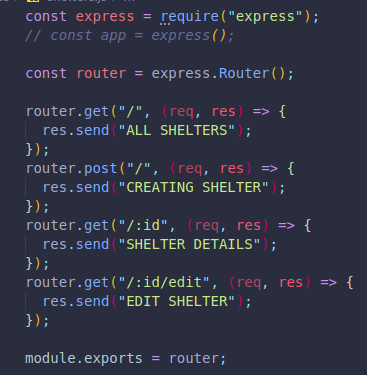 const express = require("express");
// const app = express();
const router = express.Router();
router.get("/", (req, res) => {
res.send("ALL SHELTERS");
});
router.post("/", (req, res) => {
res.send("CREATING SHELTER");
});
router.get("/:id", (req, res) => {
res.send("SHELTER DETAILS");
});
router.get("/:id/edit", (req, res) => {
res.send("EDIT SHELTER");
});
module.exports = router;